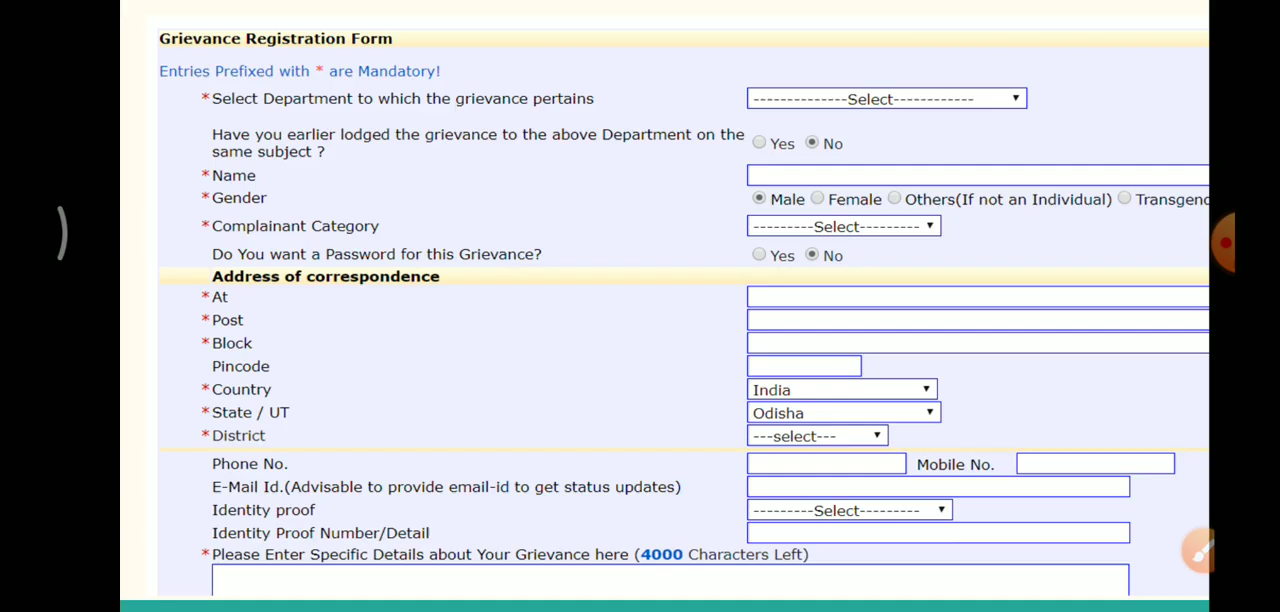 Grievance Registration Form
Entries Prefixed with * are Mandatory!
*Select Department to which the grievance pertains --------------Select------------
Have you earlier lodged the grievance to the above Department on the same subject ? Yes No
*Name
*Gender Male Female Others(If not an Individual) Transgend
*Complainant Category ---------Select---------
Do You want a Password for this Grievance? Yes No
Address of correspondence
*At
*Post
*Block
Pincode
*Country India
*State / UT Odisha
*District ---select---
Phone No. Mobile No.
E-Mail Id.(Advisable to provide email-id to get status updates)
Identity proof ---------Select---------
Identity Proof Number/Detail
*Please Enter Specific Details about Your Grievance here (4000 Characters Left)